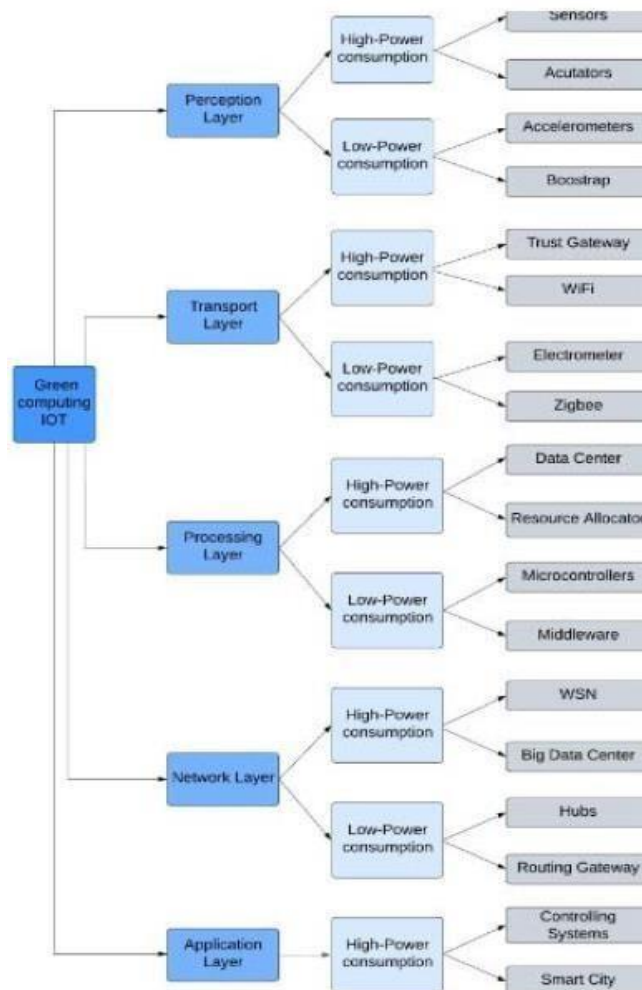 Sensors
High-Power
consumption
Acutators
Perception
Layer
Accelerometers
Low-Power
consumption
Boostrap
Trust Gateway
High-Power
consumption
WiFi
Transport
Layer
Electrometer
Low-Power
consumption
Zigbee
Green
computing
IOT
Data Center
High-Power
consumption
Resource Allocator
Processing
Layer
Microcontrollers
Low-Power
consumption
Middleware
WSN
High-Power
consumption
Big Data Center
Network Layer
Hubs
Low-Power
consumption
Routing Gateway
Controlling
Systems
Application
Layer
High-Power
consumption
Smart City